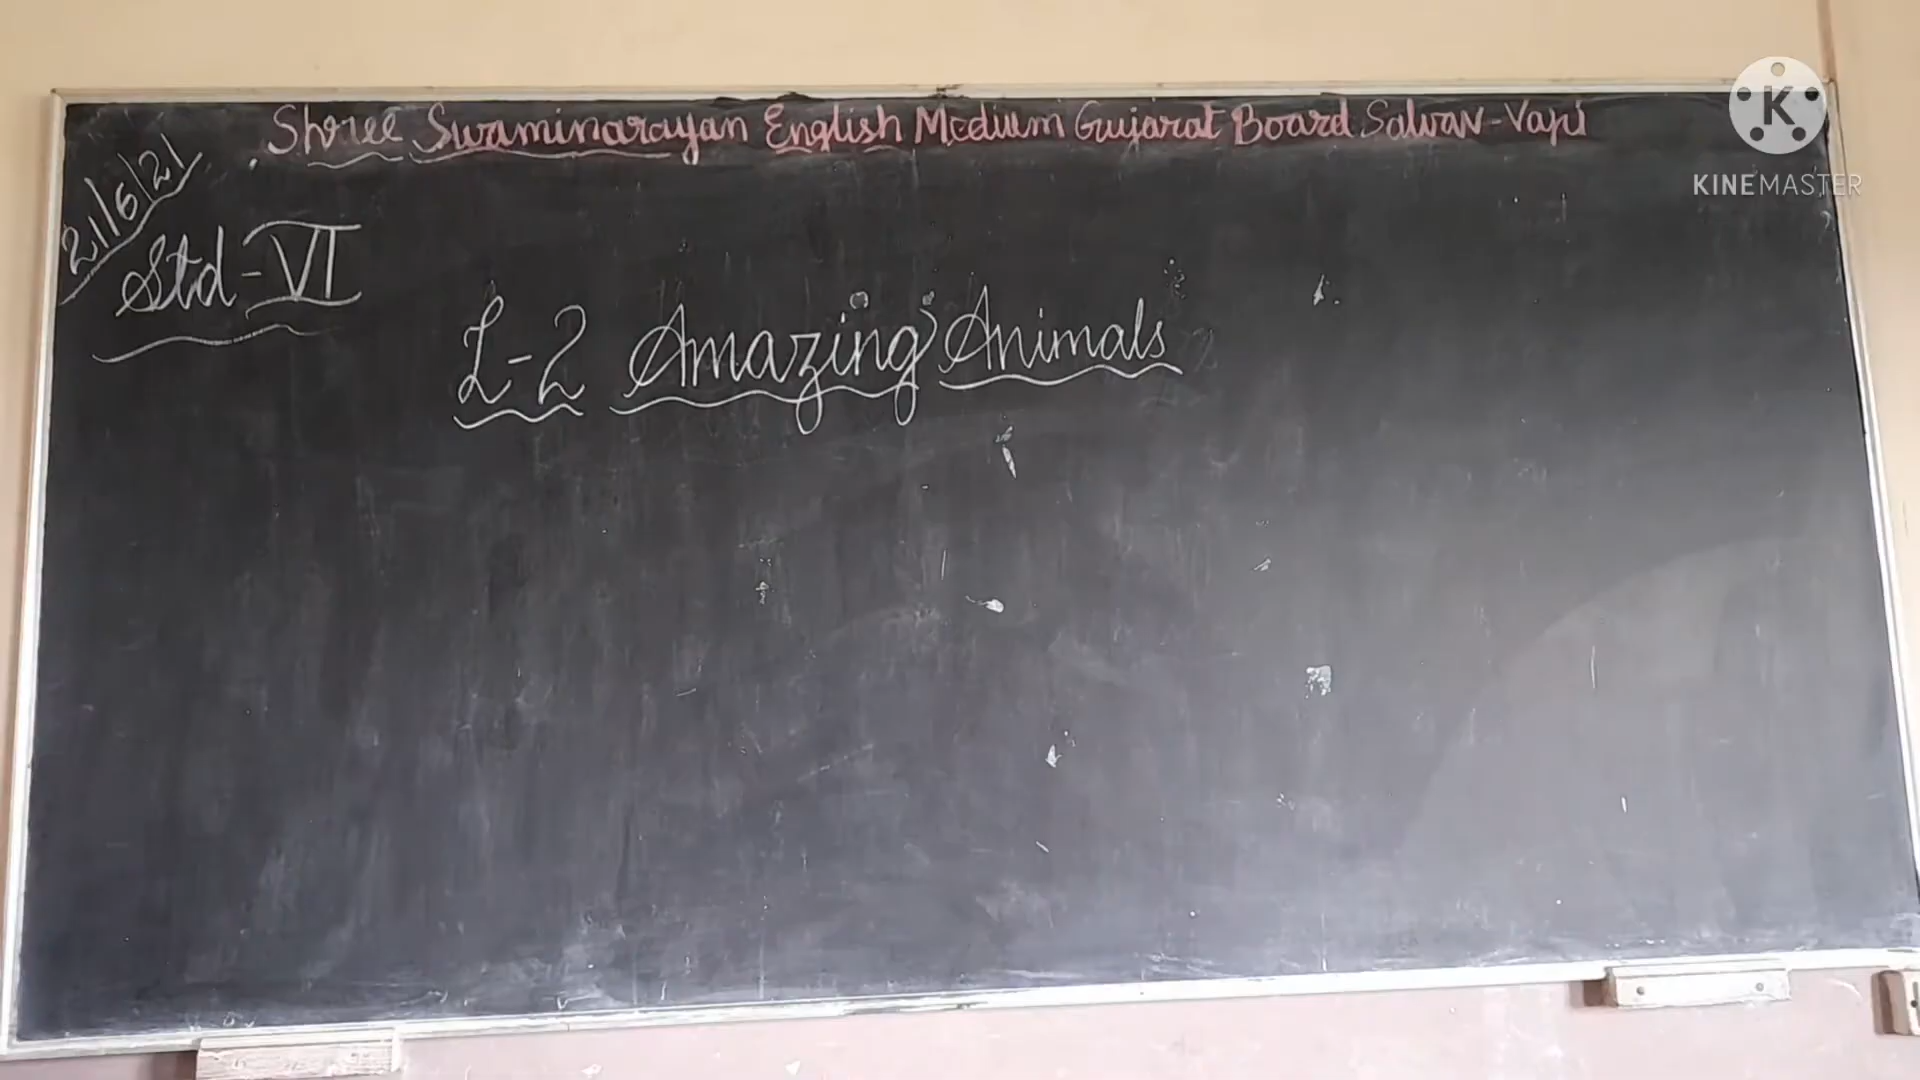 Shree Swaminarayan English Medium Gujarat Board Salvav-Vapi
21/6/21
Std-VI
L-2 Amazing Animals
K
KINEMASTER